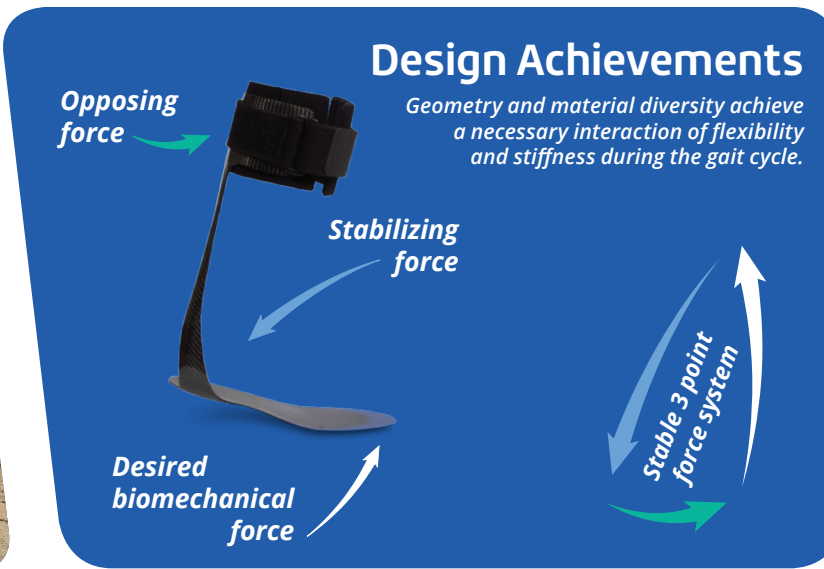 Design Achievements
Geometry and material diversity achieve
a necessary interaction of flexibility
and stiffness during the gait cycle.
Opposing
force
Stabilizing
force
Desired
biomechanical
force
Stable 3 point
force system